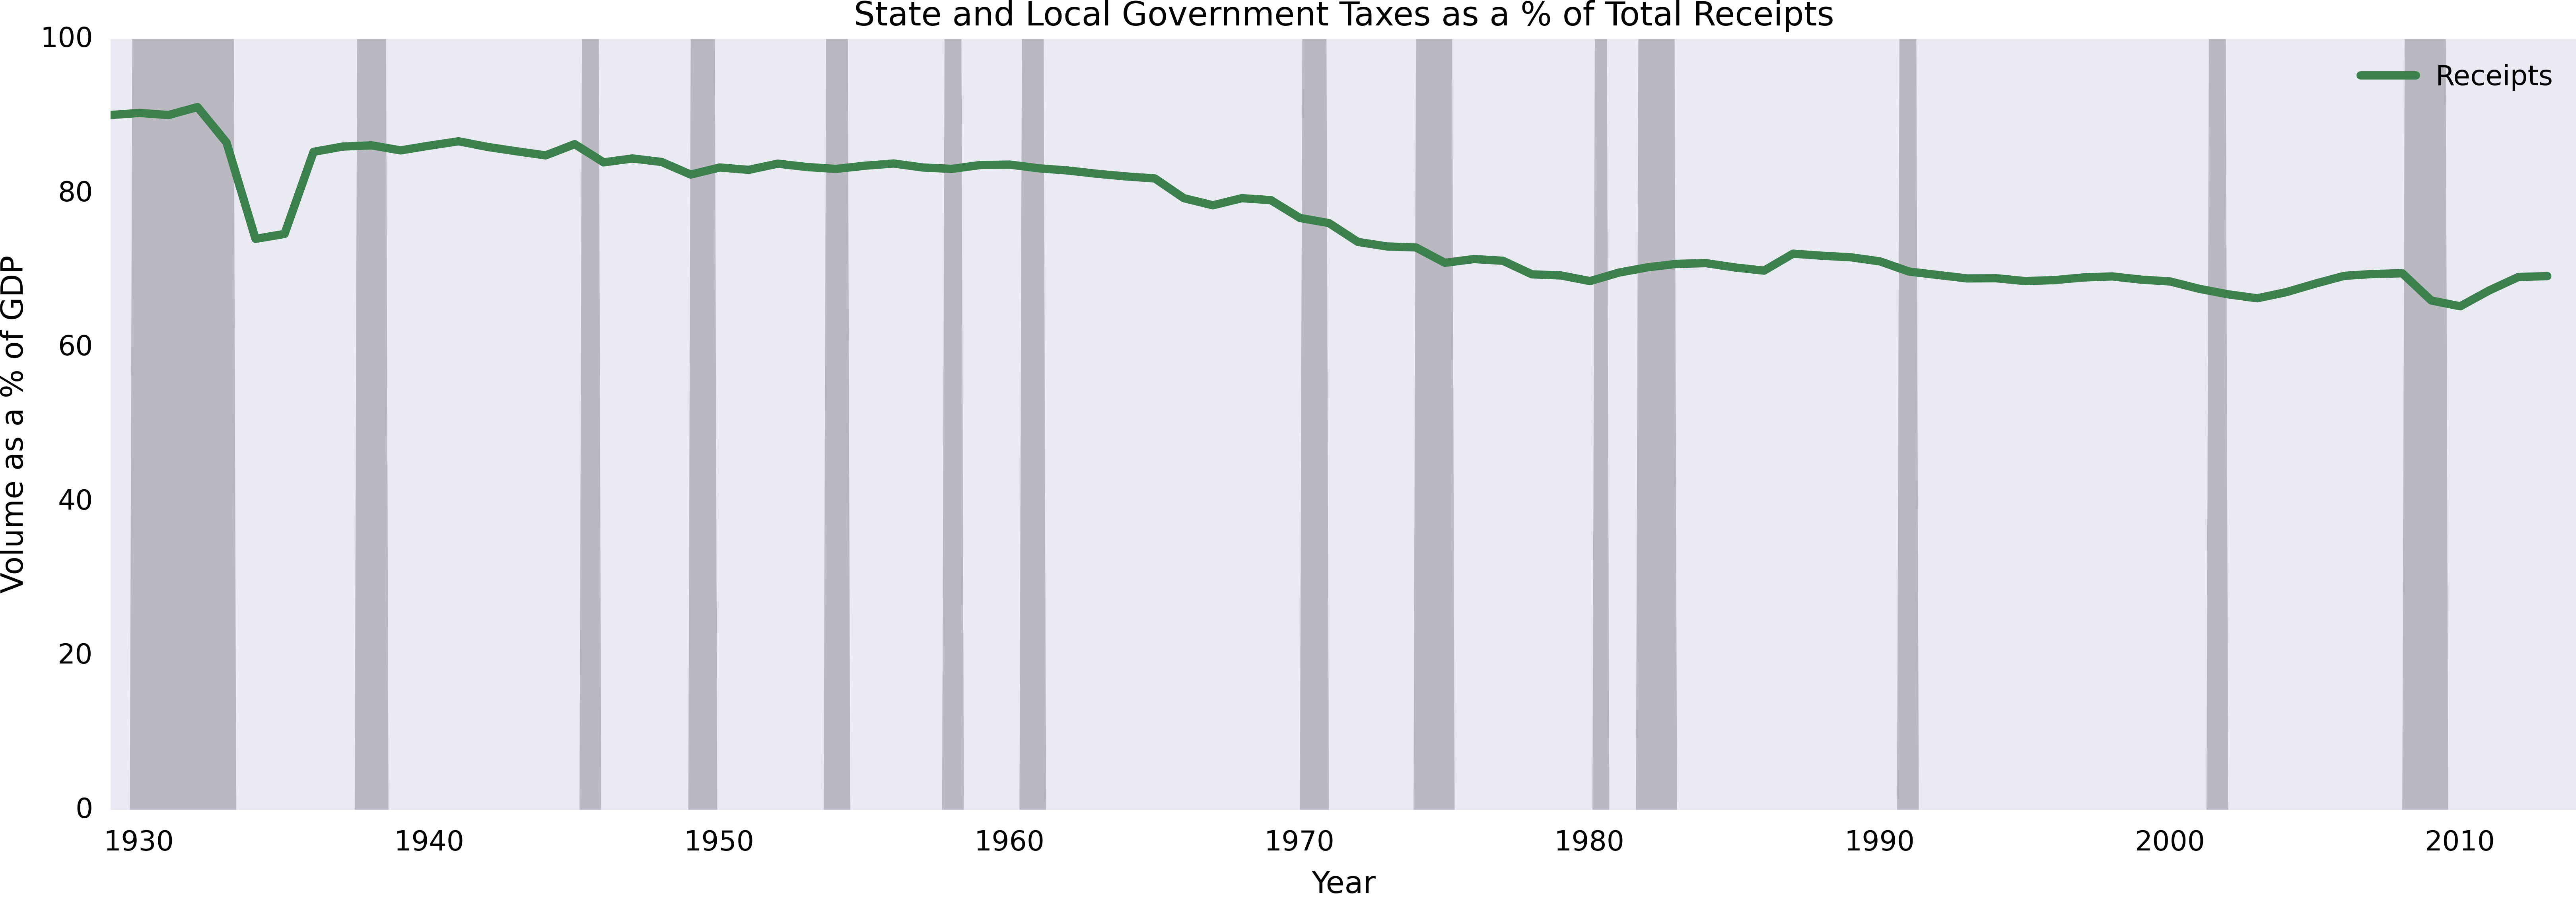 State and Local Government Taxes as a % of Total Receipts
Receipts
Volume as a % of GDP
100
80
60
40
20
0
1930 1940 1950 1960 1970 1980 1990 2000 2010
Year